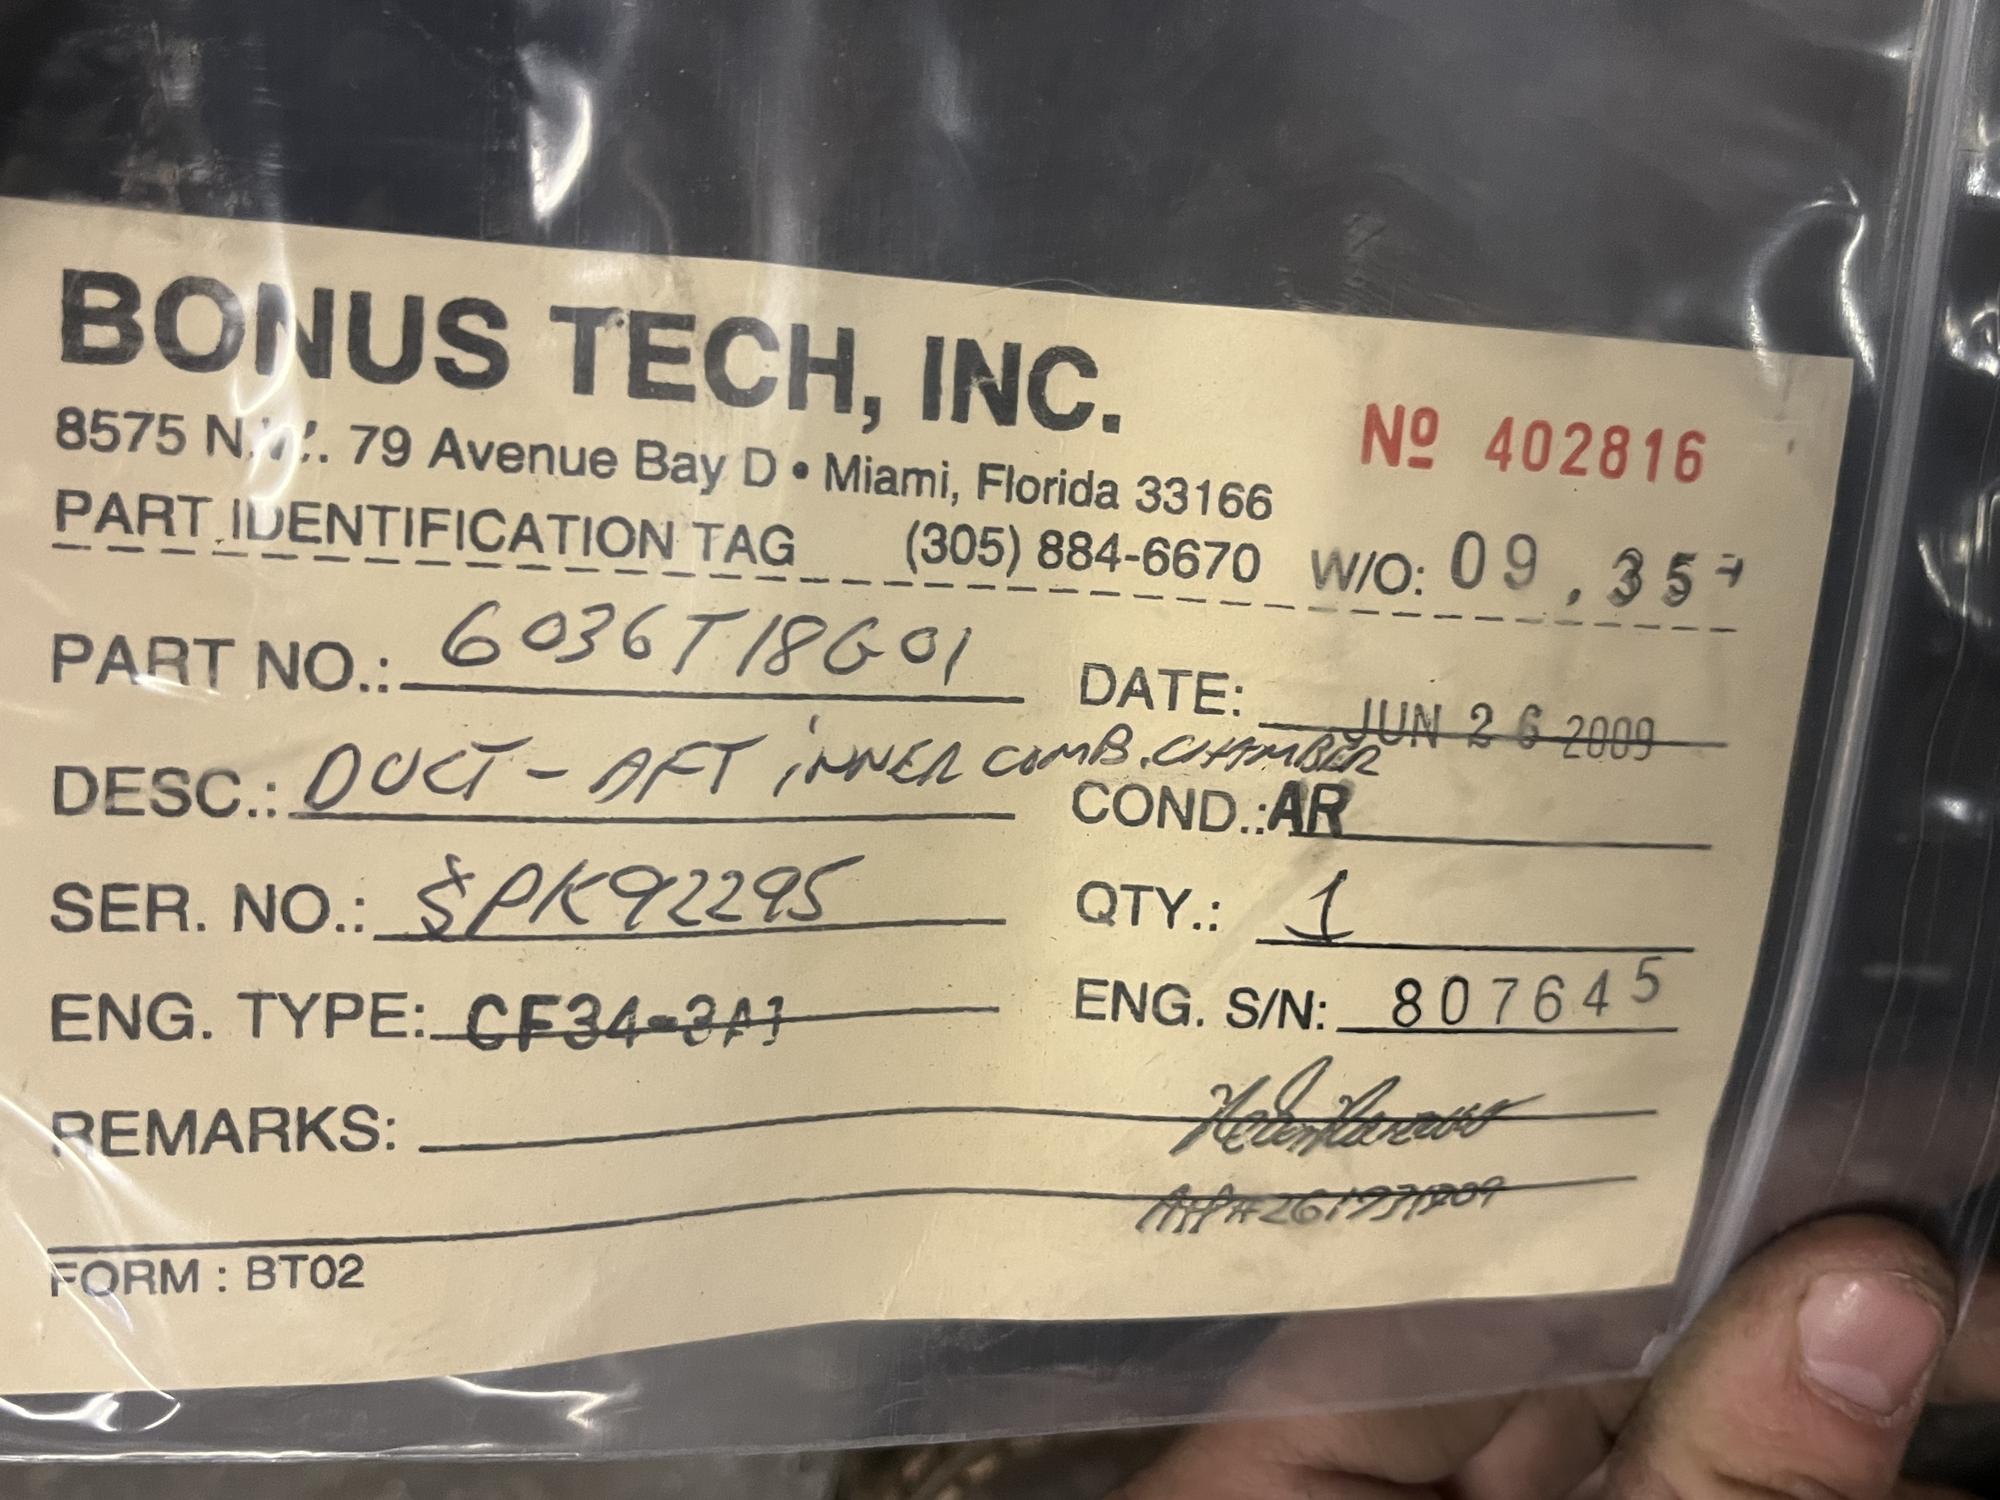 BONUS TECH, INC.
8575 N.W. 79 Avenue Bay D • Miami, Florida 33166
Nº 402816
PART IDENTIFICATION TAG (305) 884-6670 W/O: 09
PART NO.: 6036T18G01
DATE: JUN 26 2009
DESC.: DUCT - AFT iNNER COMB. CHAMBER
COND.: AR
SER. NO.: SPK92295
QTY.: 1
ENG. TYPE: CF34-3A1
ENG. S/N: 807645
REMARKS:
FORM : BT02